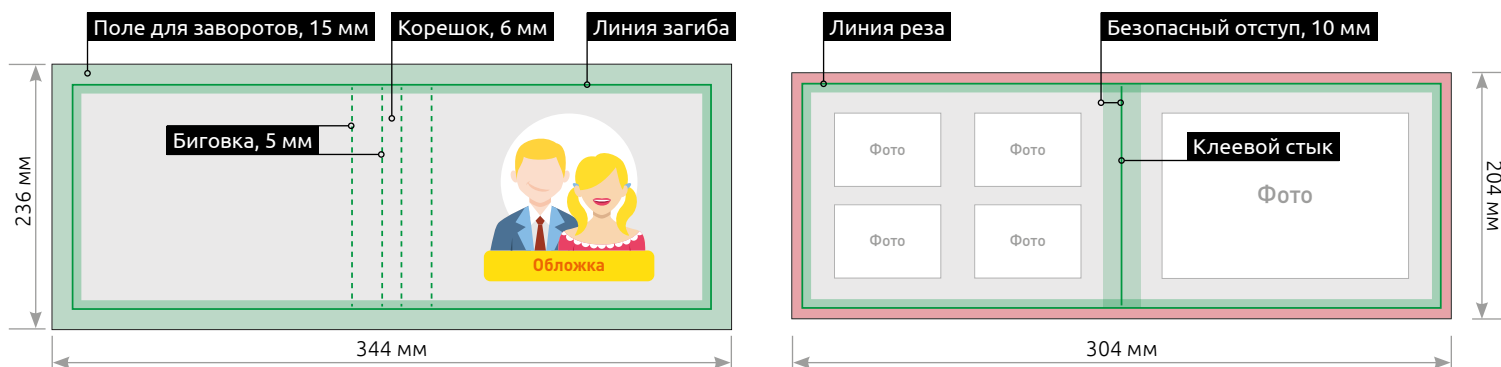 Поле для заворотов, 15 мм
Корешок, 6 мм
Линия загиба
Биговка, 5 мм
Обложка
236 мм
344 мм
Линия реза
Безопасный отступ, 10 мм
Клеевой стык
Фото
Фото
Фото
Фото
Фото
204 мм
304 мм